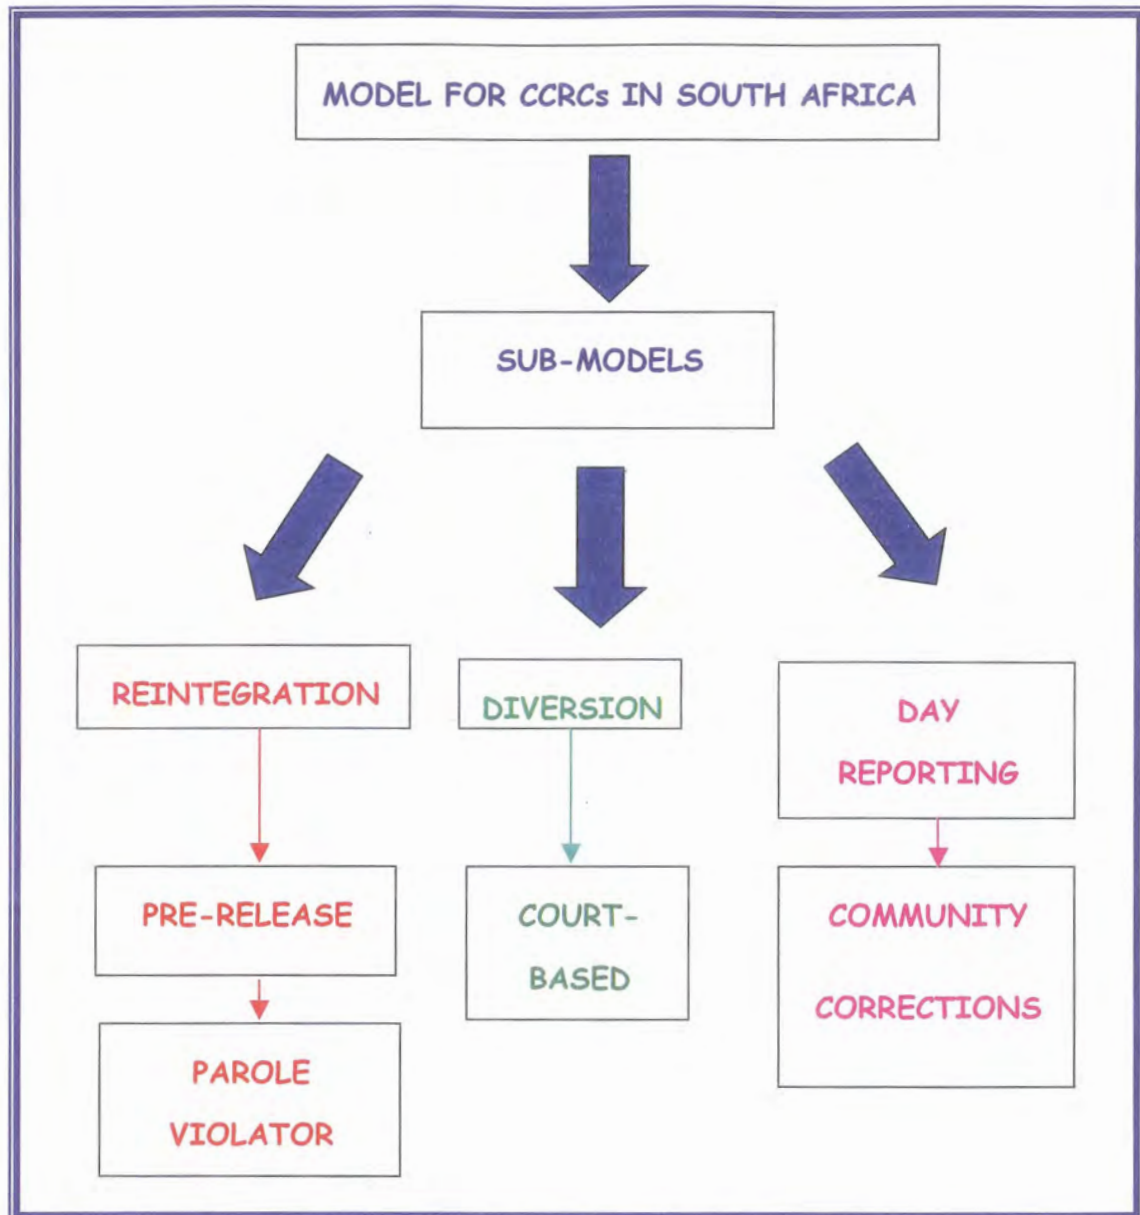 MODEL FOR CCRCs IN SOUTH AFRICA
SUB-MODELS
REINTEGRATION
PRE-RELEASE
PAROLE
VIOLATOR
DIVERSION
COURT-
BASED
DAY
REPORTING
COMMUNITY
CORRECTIONS